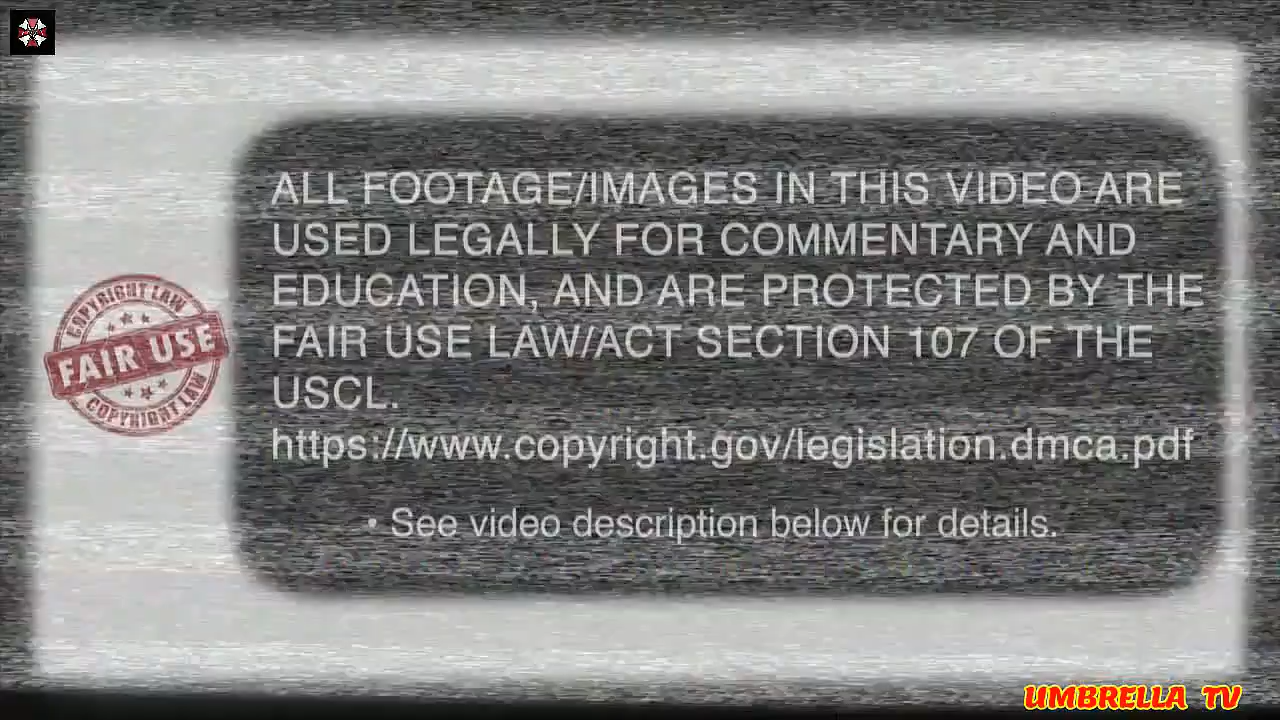 ALL FOOTAGE/IMAGES IN THIS VIDEO ARE
USED LEGALLY FOR COMMENTARY AND
EDUCATION, AND ARE PROTECTED BY THE
FAIR USE LAW/ACT SECTION 107 OF THE
USCL.
https://www.copyright.gov/legislation.dmca.pdf
• See video description below for details.
COPYRIGHT LAW
FAIR USE
COPYRIGHT LAW
UMBRELLA TV